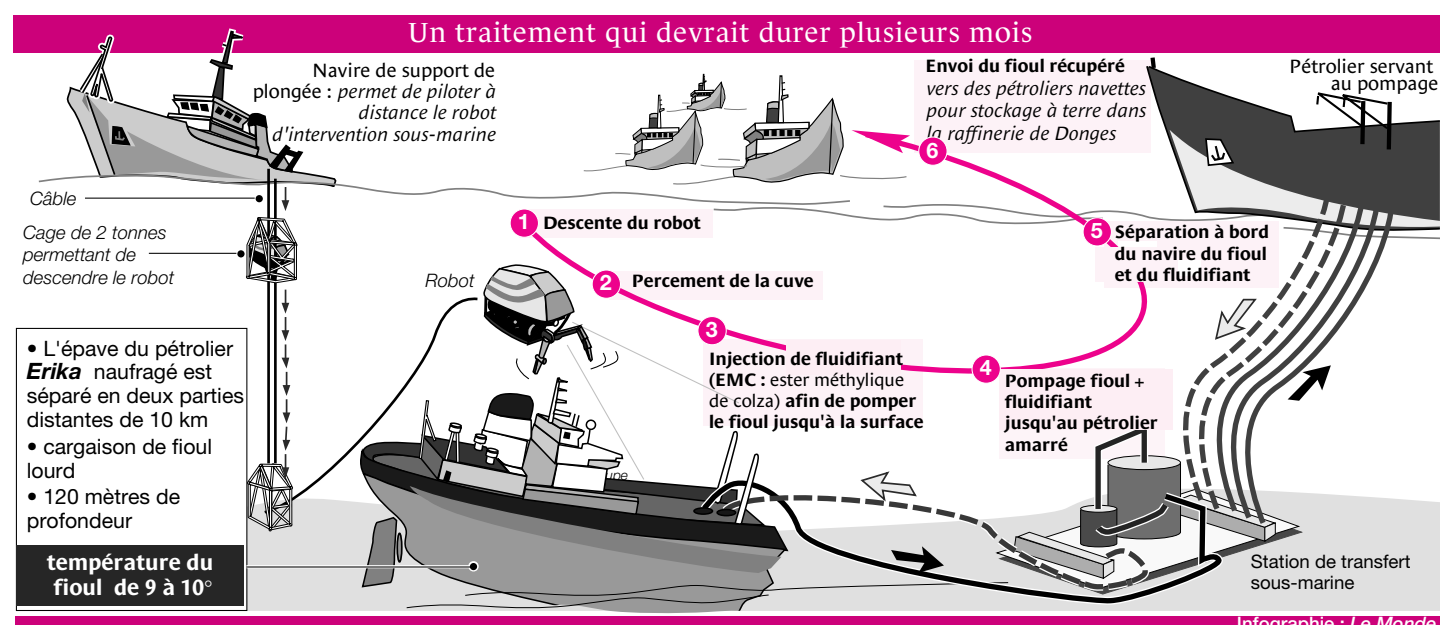 Un traitement qui devrait durer plusieurs mois
Navire de support de
plongée : permet de piloter à
distance le robot
d'intervention sous-marine
Envoi du fioul récupéré
vers des pétroliers navettes
pour stockage à terre dans
la raffinerie de Donges
Pétrolier servant
au pompage
Câble
Cage de 2 tonnes
permettant de
descendre le robot
1 Descente du robot
Robot
2 Percement de la cuve
3
Injection de fluidifiant
(EMC : ester méthylique
de colza) afin de pomper
le fioul jusqu'à la surface
4
Pompage fioul +
fluidifiant
jusqu'au pétrolier
amarré
5 Séparation à bord
du navire du fioul
et du fluidifiant
6
• L'épave du pétrolier
Erika naufragé est
séparé en deux parties
distantes de 10 km
• cargaison de fioul
lourd
• 120 mètres de
profondeur
température du
fioul de 9 à 10°
Station de transfert
sous-marine
Infographie : Le Monde